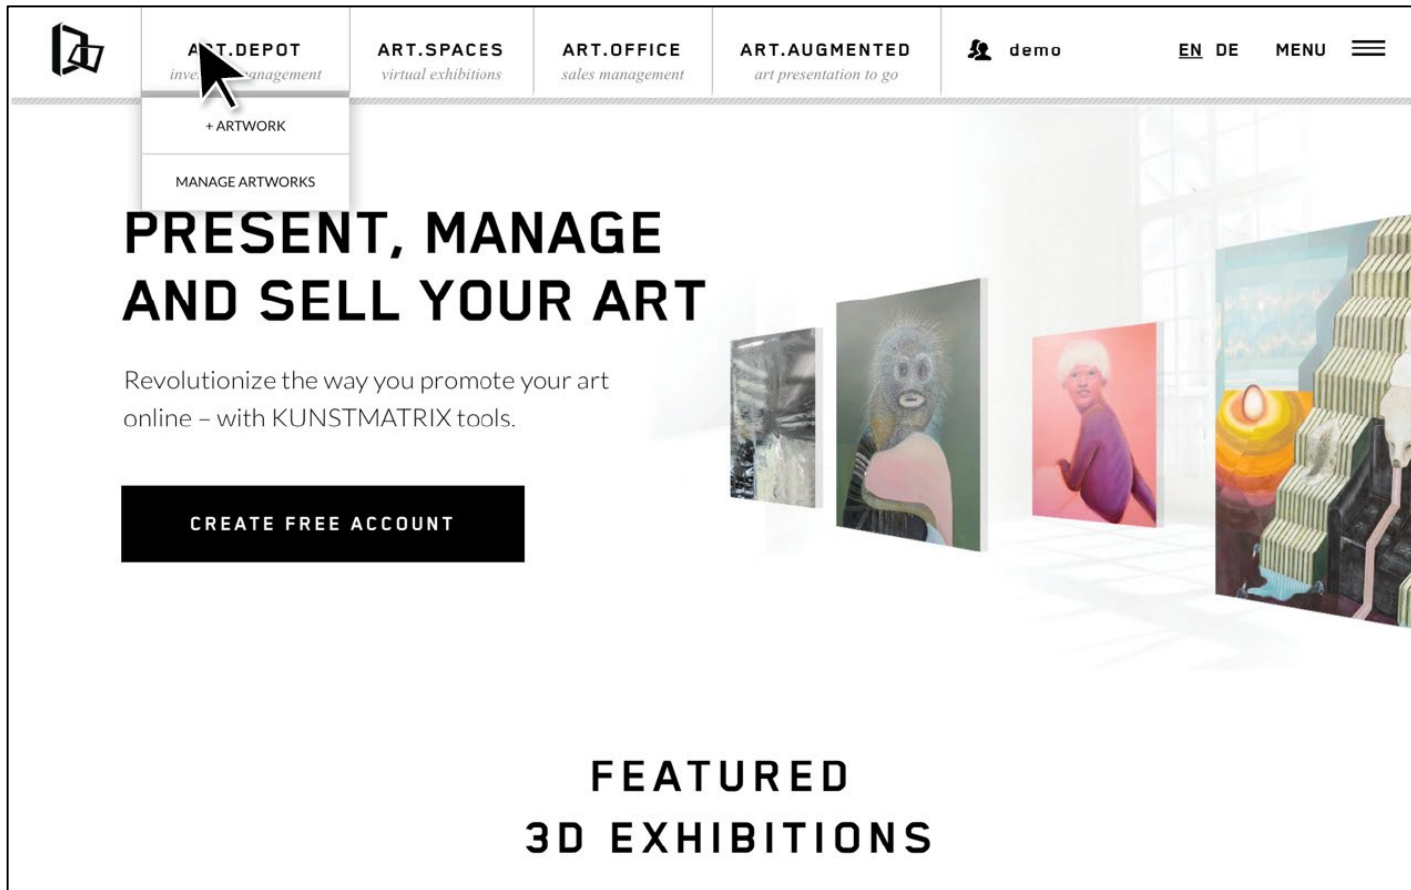 ART.DEPOT
management
ART.SPACES
virtual exhibitions
ART.OFFICE
sales management
ART.AUGMENTED
art presentation to go
demo
EN DE
MENU
+ ARTWORK
MANAGE ARTWORKS
PRESENT, MANAGE
AND SELL YOUR ART
Revolutionize the way you promote your art
online – with KUNSTMATRIX tools.
CREATE FREE ACCOUNT
FEATURED
3D EXHIBITIONS